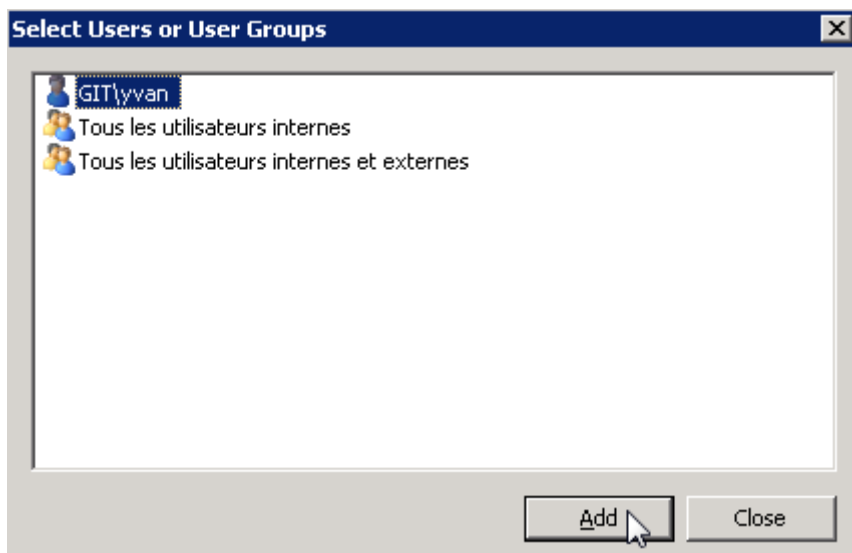 Select Users or User Groups
GIT\yvan
Tous les utilisateurs internes
Tous les utilisateurs internes et externes
Add
Close